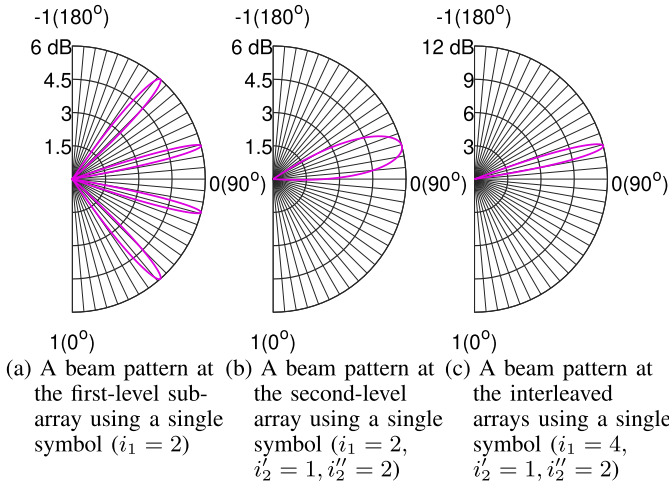 -1(180°) -1(180°) -1(180°)
6 dB 6 dB 12 dB
4.5 4.5 9
3 3 6
1.5 1.5 3
0(90°) 0(90°) 0(90°)
1(0°) 1(0°) 1(0°)
(a) A beam pattern at
the first-level sub-
array using a single
symbol (i₁ = 2)
(b) A beam pattern at
the second-level
array using a single
symbol (i₁ = 2,
i′₂ = 1, i″₂ = 2)
(c) A beam pattern at
the interleaved
arrays using a single
symbol (i₁ = 4,
i′₂ = 1, i″₂ = 2)